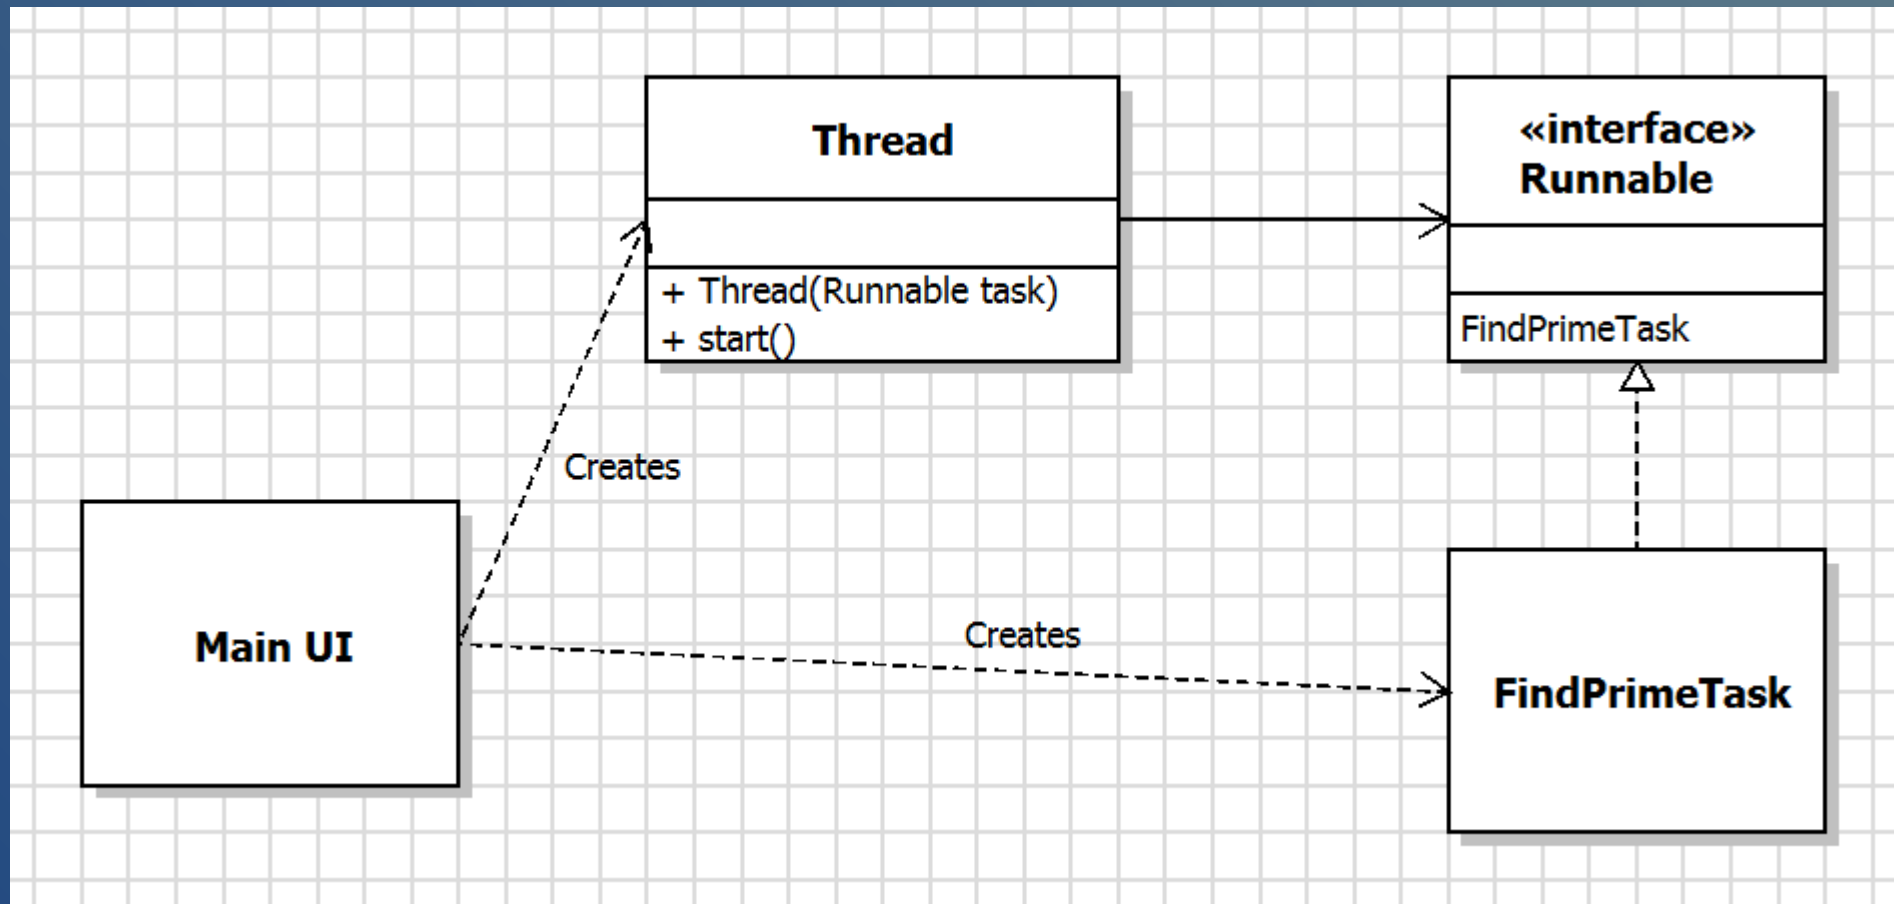 Thread
+ Thread(Runnable task)
+ start()
«interface»
Runnable
FindPrimeTask
Creates
Main UI
Creates
FindPrimeTask